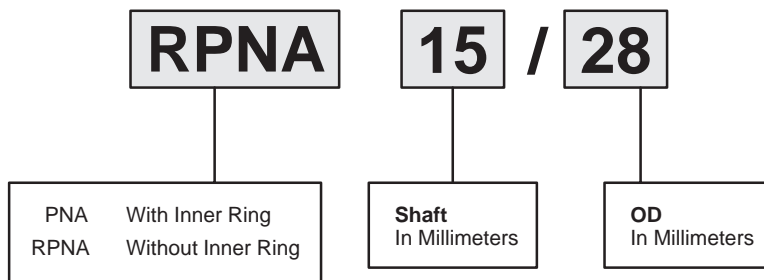 RPNA 15 / 28
PNA With Inner Ring
RPNA Without Inner Ring
Shaft
In Millimeters
OD
In Millimeters